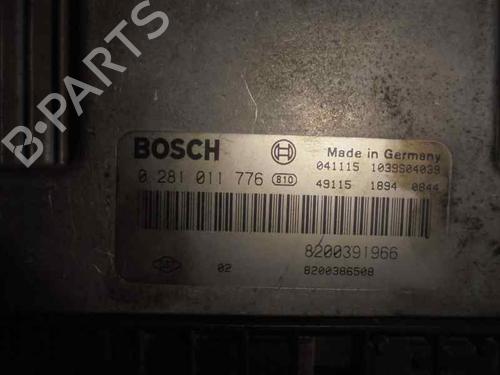 B-PARTS
BOSCH
Made in Germany
041115 1039S04039
0 281 011 776 810
49115 1894 0844
8200391966
02 8200386508